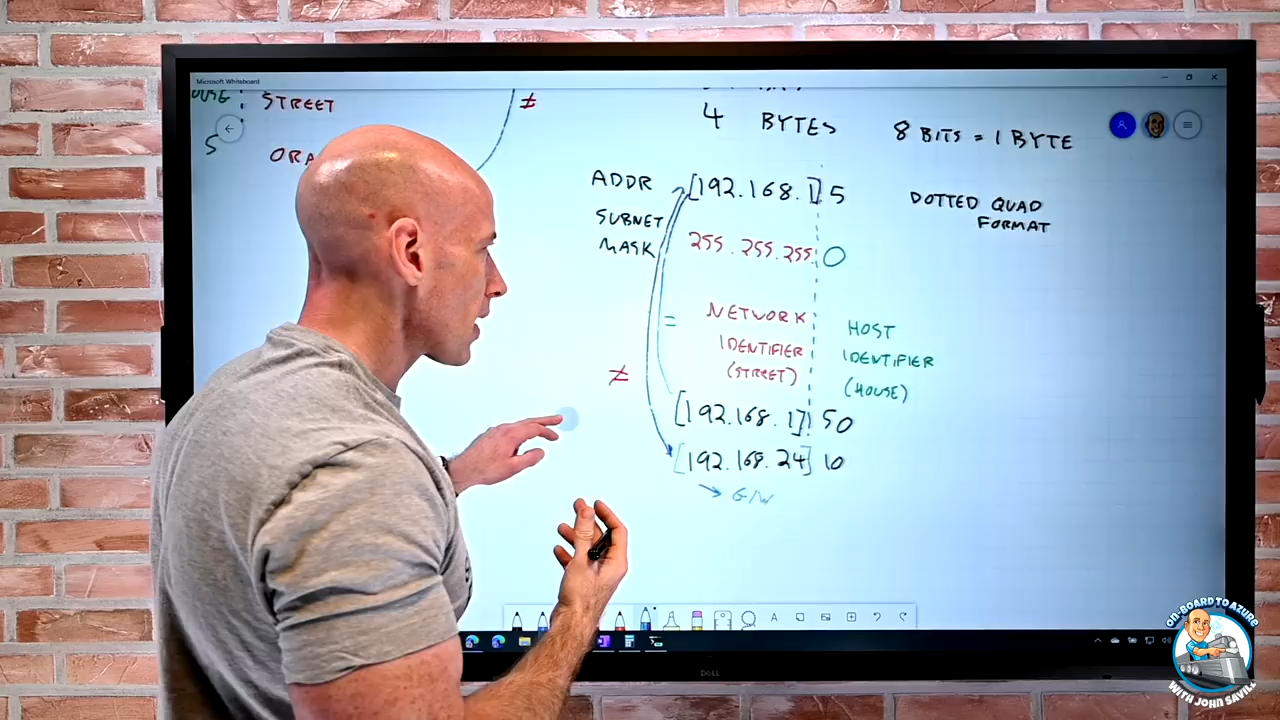 Microsoft Whiteboard
STREET
≠
5
ORA
4 BYTES
8 BITS = 1 BYTE
ADDR [192.168.1] 5
DOTTED QUAD
FORMAT
SUBNET
MASK
255.255.255. 0
=
NETWORK
IDENTIFIER
(STREET)
HOST
IDENTIFIER
(HOUSE)
≠
[192.168.1] 50
[192.168.24] 10
→ G/W
DELL
ON-BOARD TO AZURE
WITH JOHN SAVILL